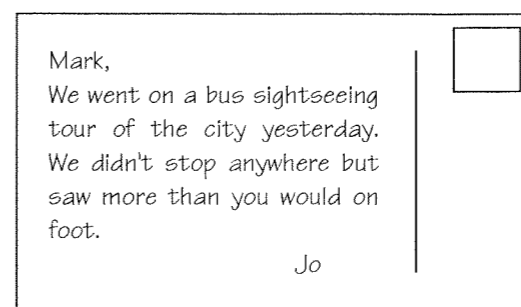 Mark,
We went on a bus sightseeing
tour of the city yesterday.
We didn't stop anywhere but
saw more than you would on
foot.
Jo